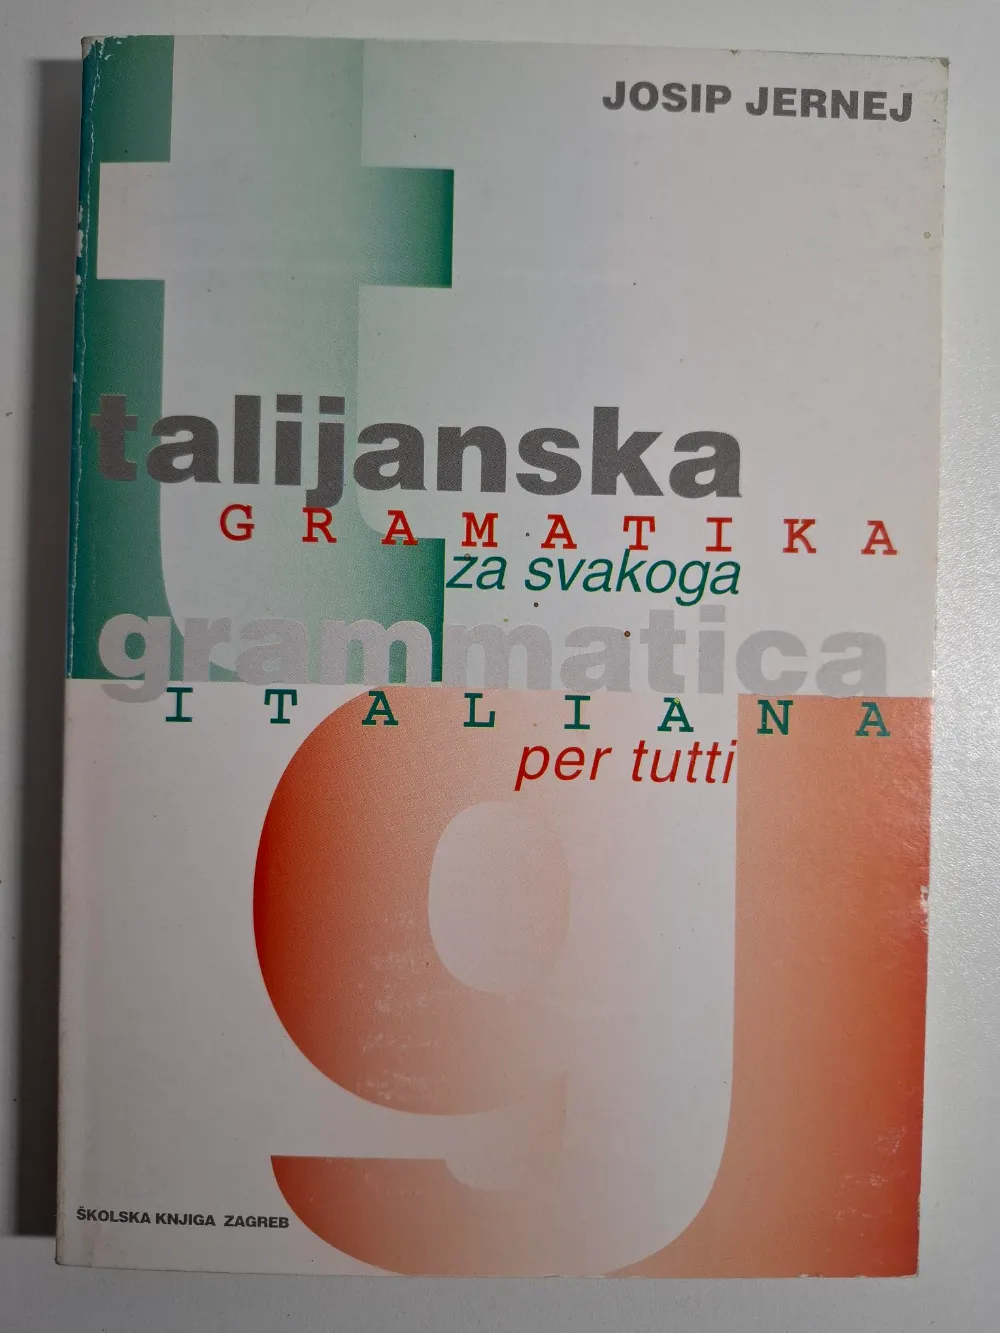 JOSIP JERNEJ
talijanska
GRAMATIKA
za svakoga
grammatica
ITALIANA
per tutti
ŠKOLSKA KNJIGA ZAGREB